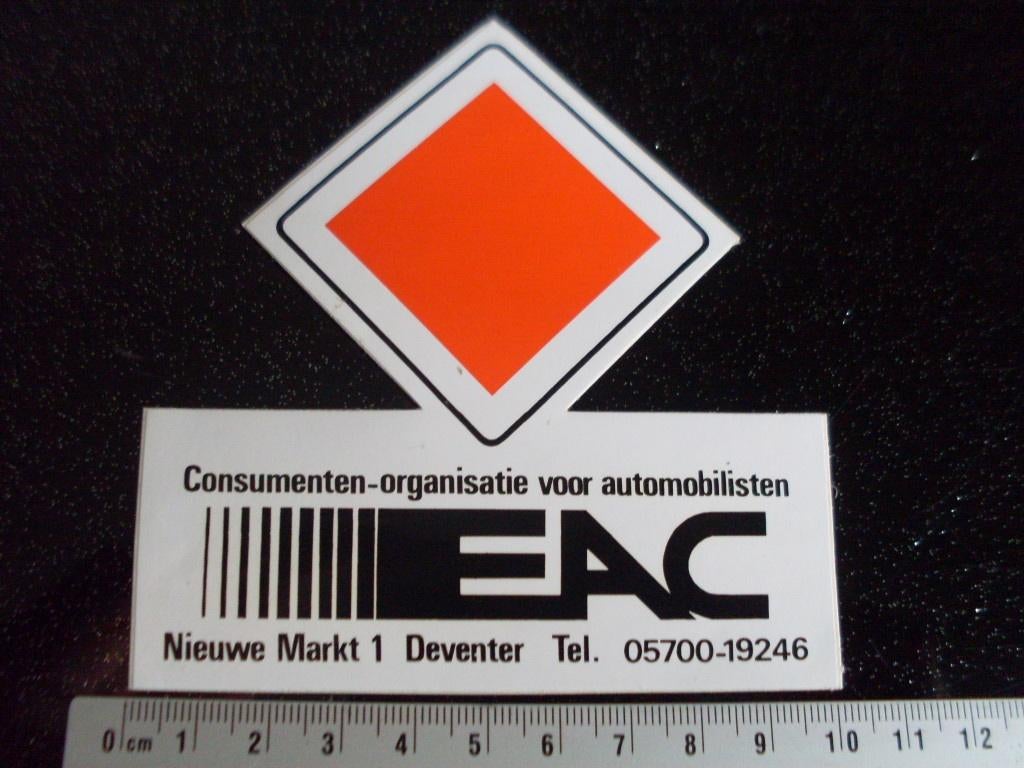 Consumenten-organisatie voor automobilisten
EAC
Nieuwe Markt 1 Deventer Tel. 05700-19246
0 cm 1 2 3 4 5 6 7 8 9 10 11 12